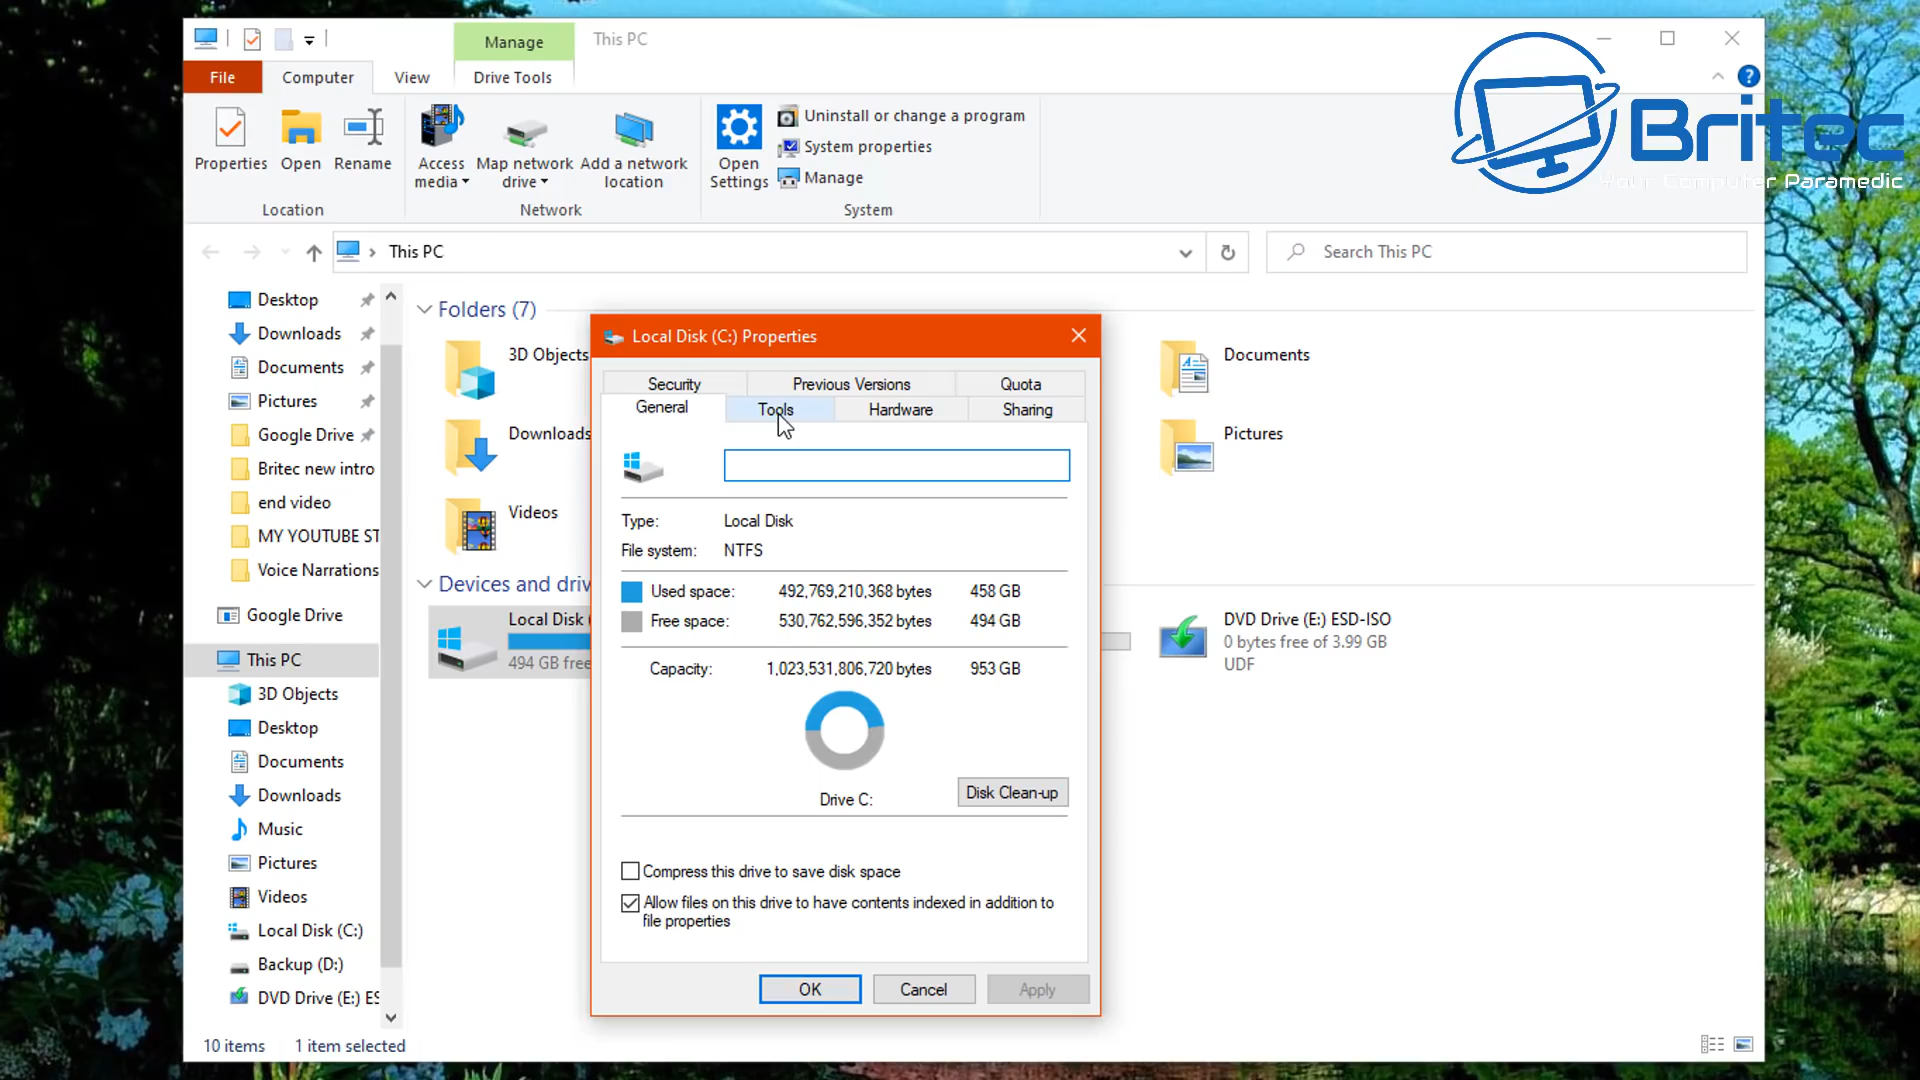 Manage
This PC
File
Computer
View
Drive Tools
Properties
Open
Rename
Access media
Map network drive
Add a network location
Open Settings
Uninstall or change a program
System properties
Manage
Location
Network
System
Britec
Your Computer Paramedic
This PC
Search This PC
Desktop
Downloads
Documents
Pictures
Google Drive
Britec new intro
end video
MY YOUTUBE ST
Voice Narrations
Google Drive
This PC
3D Objects
Desktop
Documents
Downloads
Music
Pictures
Videos
Local Disk (C:)
Backup (D:)
DVD Drive (E:) ES
Folders (7)
3D Objects
Documents
Downloads
Pictures
Videos
Devices and driv
Local Disk (
494 GB free
DVD Drive (E:) ESD-ISO
0 bytes free of 3.99 GB
UDF
Local Disk (C:) Properties
Security
Previous Versions
Quota
General
Tools
Hardware
Sharing
Type: Local Disk
File system: NTFS
Used space: 492,769,210,368 bytes 458 GB
Free space: 530,762,596,352 bytes 494 GB
Capacity: 1,023,531,806,720 bytes 953 GB
Drive C:
Disk Clean-up
Compress this drive to save disk space
Allow files on this drive to have contents indexed in addition to
file properties
OK
Cancel
Apply
10 items
1 item selected